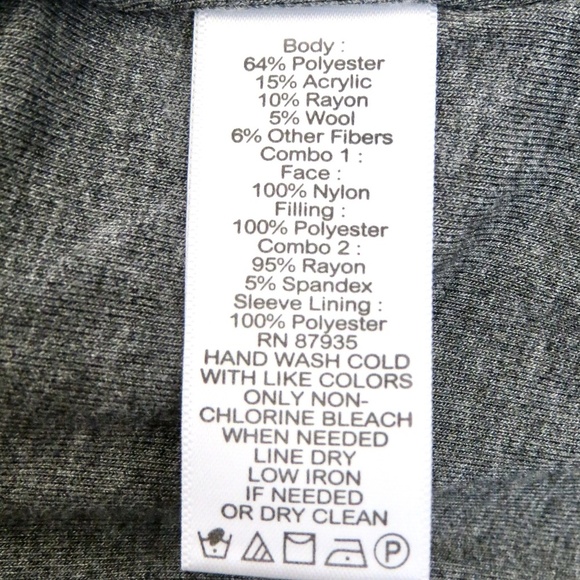 Body :
64% Polyester
15% Acrylic
10% Rayon
5% Wool
6% Other Fibers
Combo 1 :
Face :
100% Nylon
Filling :
100% Polyester
Combo 2 :
95% Rayon
5% Spandex
Sleeve Lining :
100% Polyester
RN 87935
HAND WASH COLD
WITH LIKE COLORS
ONLY NON-
CHLORINE BLEACH
WHEN NEEDED
LINE DRY
LOW IRON
IF NEEDED
OR DRY CLEAN
P